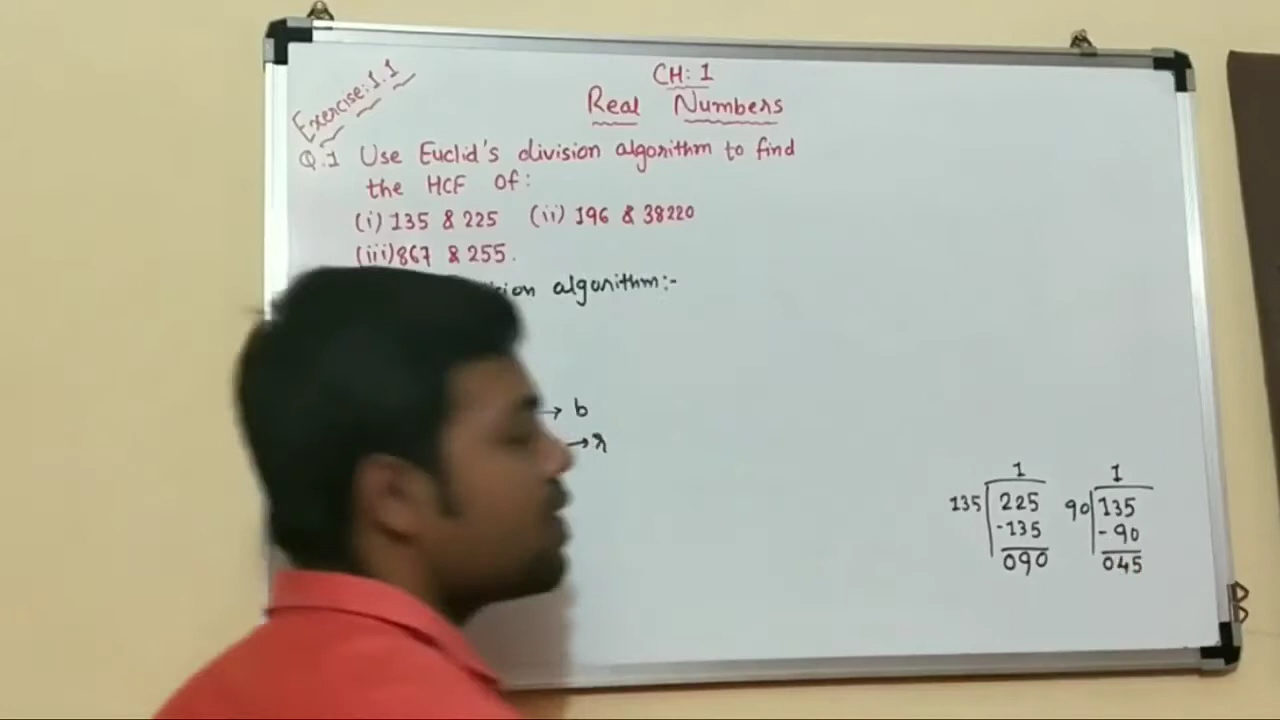 Exercise: 1.1
CH: 1
Real Numbers
Q.1 Use Euclid's division algorithm to find
the HCF of:
(i) 135 & 225 (ii) 196 & 38220
(iii) 867 & 255.
algorithm:-
→ b
→ r
1
135 225
-135
090
1
90 135
- 90
045